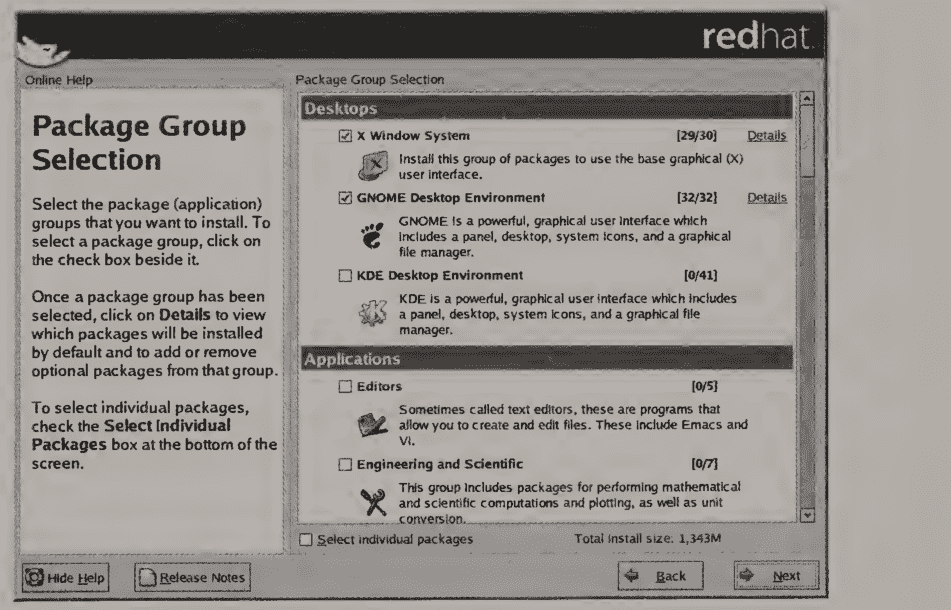 redhat.
Online Help
Package Group
Selection
Select the package (application)
groups that you want to install. To
select a package group, click on
the check box beside it.
Once a package group has been
selected, click on Details to view
which packages will be installed
by default and to add or remove
optional packages from that group.
To select individual packages,
check the Select Individual
Packages box at the bottom of the
screen.
Package Group Selection
Desktops
X Window System [29/30] Details
Install this group of packages to use the base graphical (X)
user interface.
GNOME Desktop Environment [32/32] Details
GNOME is a powerful, graphical user interface which
includes a panel, desktop, system icons, and a graphical
file manager.
KDE Desktop Environment [0/41]
KDE is a powerful, graphical user interface which includes
a panel, desktop, system icons, and a graphical file
manager.
Applications
Editors [0/5]
Sometimes called text editors, these are programs that
allow you to create and edit files. These include Emacs and
Vi.
Engineering and Scientific [0/7]
This group includes packages for performing mathematical
and scientific computations and plotting, as well as unit
conversion.
Select individual packages Total install size: 1,343M
Hide Help Release Notes Back Next